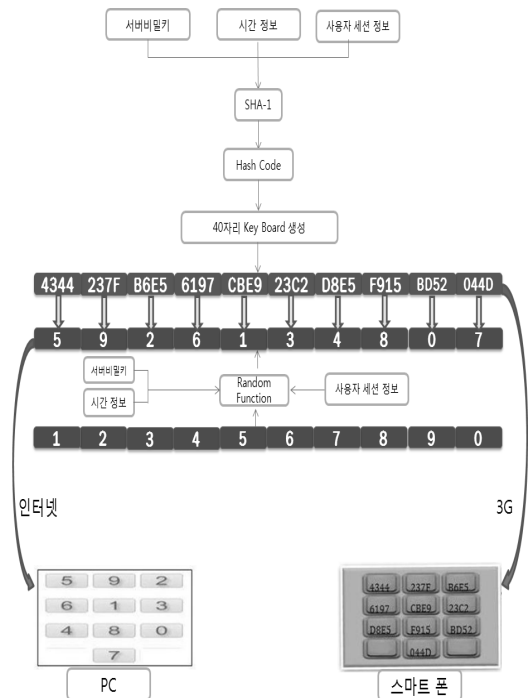 서버비밀키 시간 정보 사용자 세션 정보
SHA-1
Hash Code
40자리 Key Board 생성
4344 237F B6E5 6197 CBE9 23C2 D8E5 F915 BD52 044D
5 9 2 6 1 3 4 8 0 7
서버비밀키
시간 정보
Random
Function
사용자 세션 정보
1 2 3 4 5 6 7 8 9 0
인터넷
3G
5 9 2
6 1 3
4 8 0
7
4344 237F B6E5
6197 CBE9 23C2
D8E5 F915 BD52
044D
PC
스마트 폰